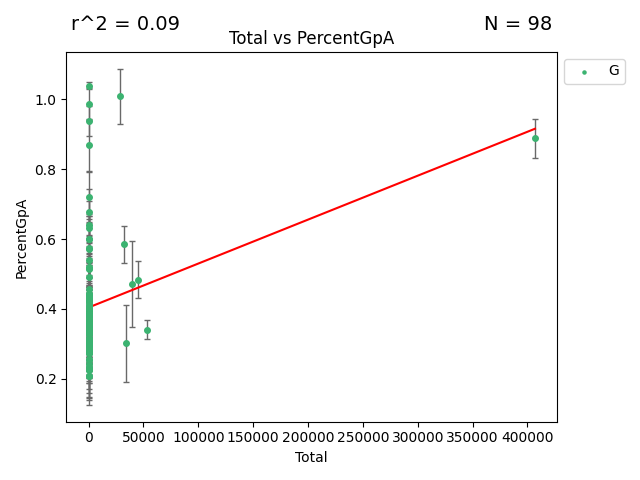 r^2 = 0.09
N = 98
Total vs PercentGpA
G
1.0
0.8
0.6
0.4
0.2
PercentGpA
0 50000 100000 150000 200000 250000 300000 350000 400000
Total